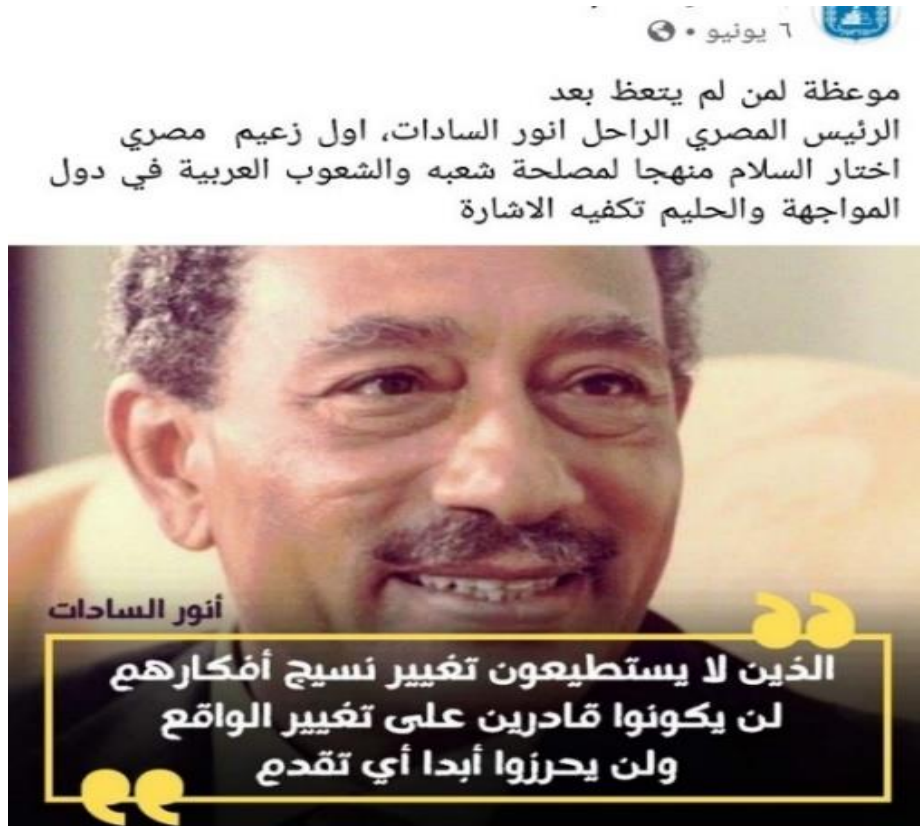 ٦ يونيو •
موعظة لمن لم يتعظ بعد
الرئيس المصري الراحل انور السادات، اول زعيم مصري
اختار السلام منهجا لمصلحة شعبه والشعوب العربية في دول
المواجهة والحليم تكفيه الاشارة
أنور السادات
الذين لا يستطيعون تغيير نسيج أفكارهم
لن يكونوا قادرين على تغيير الواقع
ولن يحرزوا أبدا أي تقدم